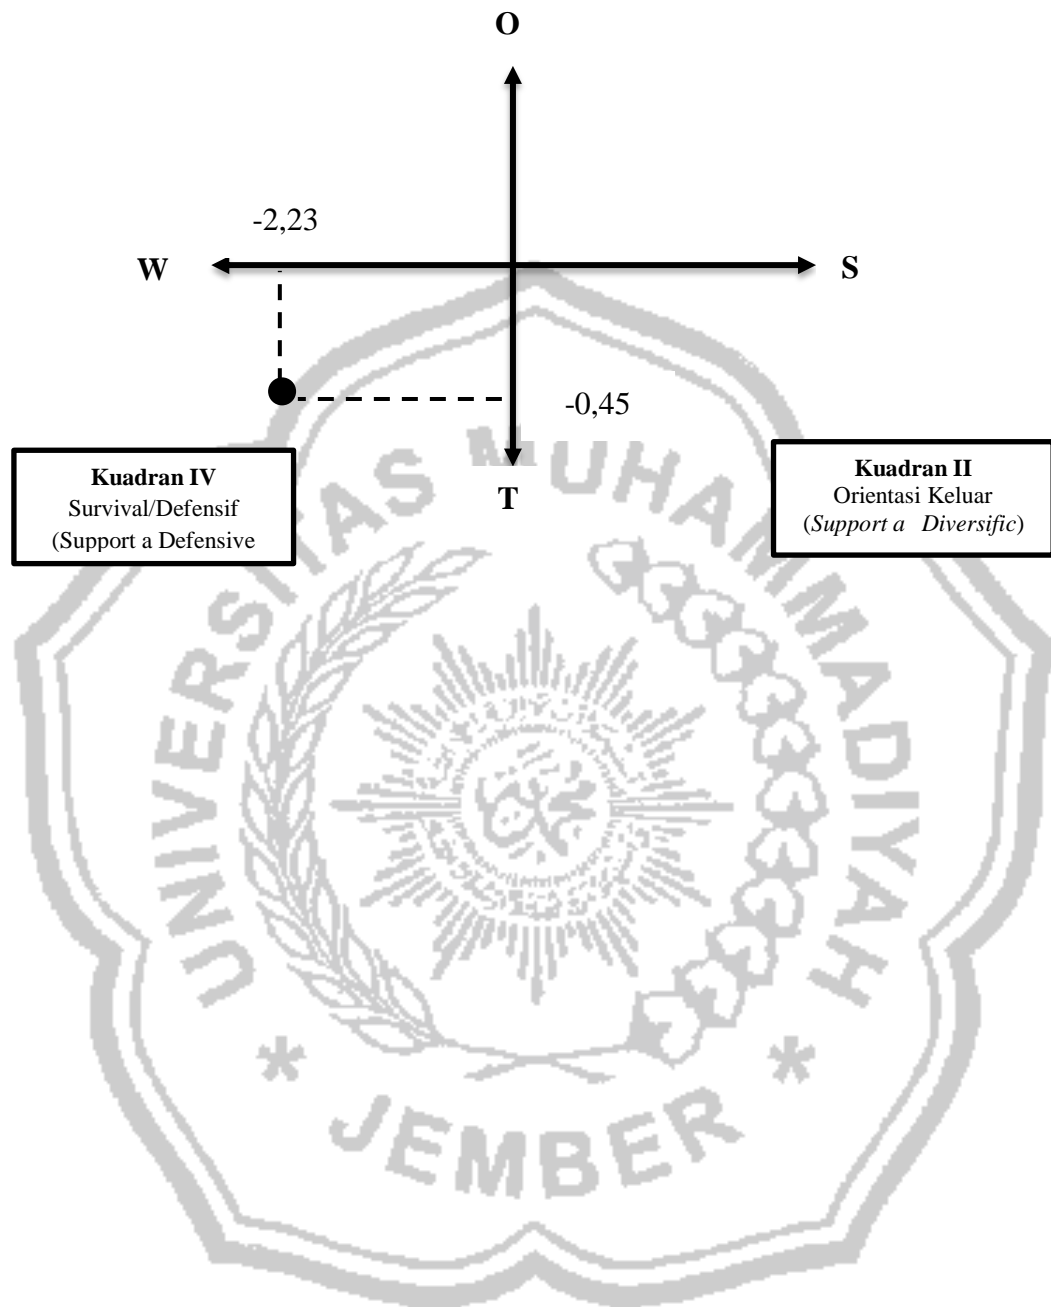 O
-2,23
W
S
-0,45
Kuadran IV
Survival/Defensif
(Support a Defensive
T
Kuadran II
Orientasi Keluar
(Support a Diversific)
UNIVERSITAS MUHAMMADIYAH
* JEMBER *